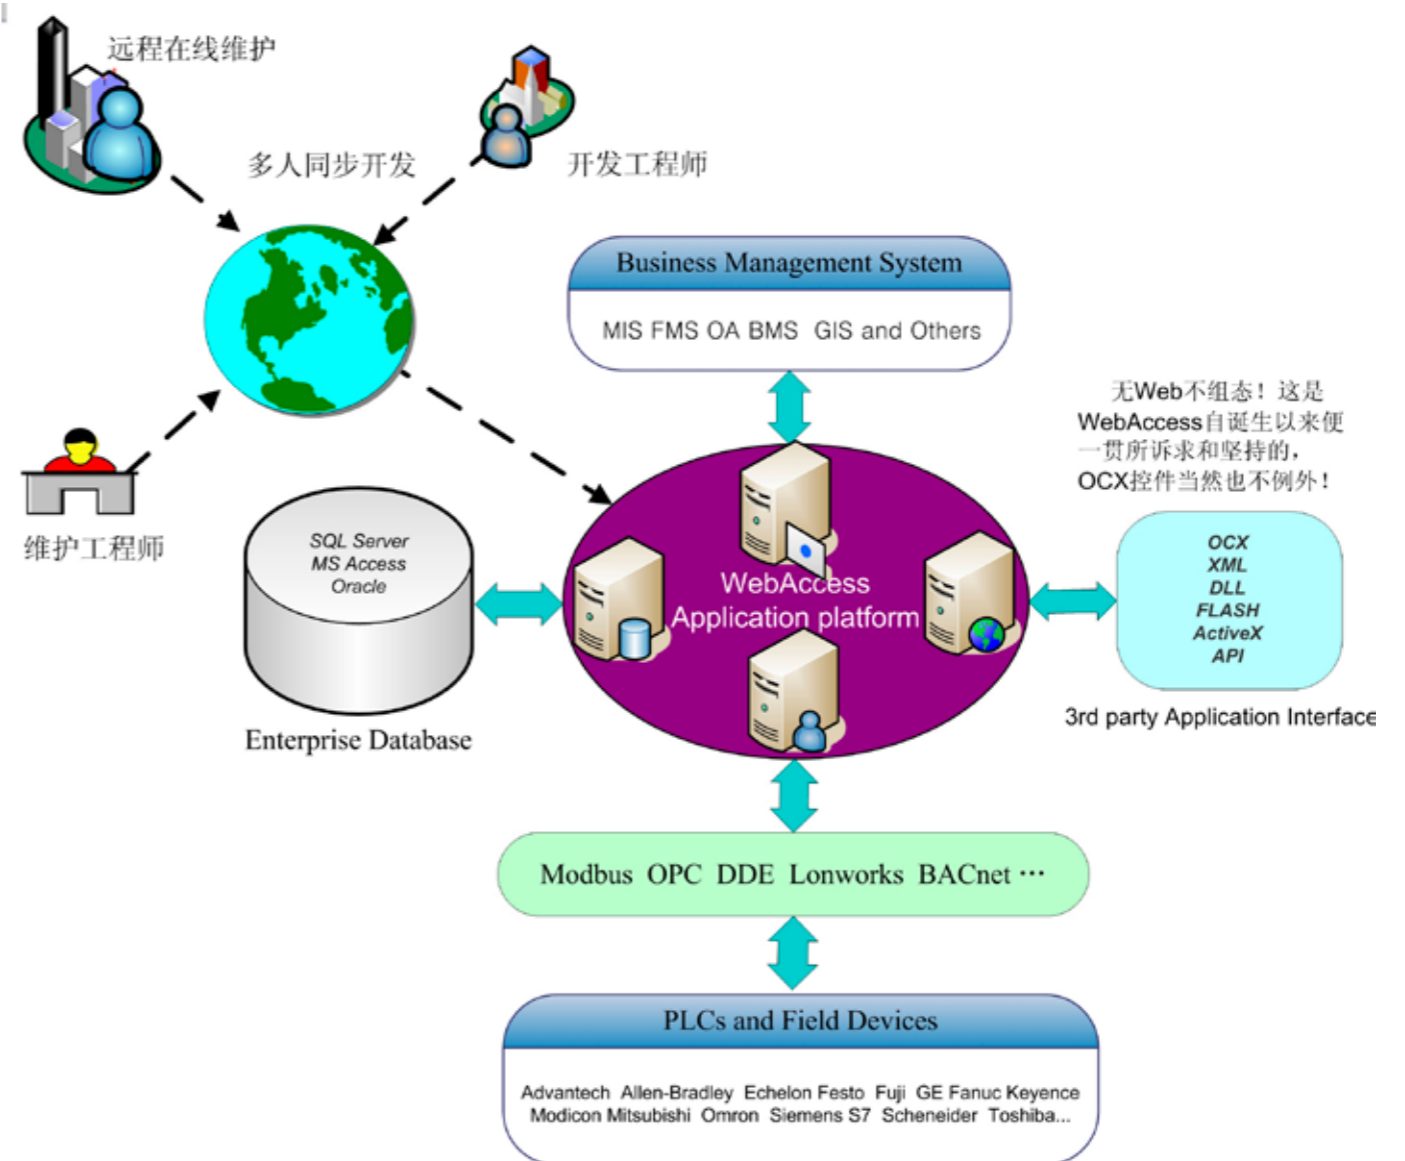 远程在线维护
多人同步开发
开发工程师
Business Management System
MIS FMS OA BMS GIS and Others
无Web不组态！这是
WebAccess自诞生以来便
一贯所诉求和坚持的，
OCX控件当然也不例外！
维护工程师
SQL Server
MS Access
Oracle
Enterprise Database
WebAccess
Application platform
OCX
XML
DLL
FLASH
ActiveX
API
3rd party Application Interface
Modbus OPC DDE Lonworks BACnet ···
PLCs and Field Devices
Advantech Allen-Bradley Echelon Festo Fuji GE Fanuc Keyence
Modicon Mitsubishi Omron Siemens S7 Scheneider Toshiba...